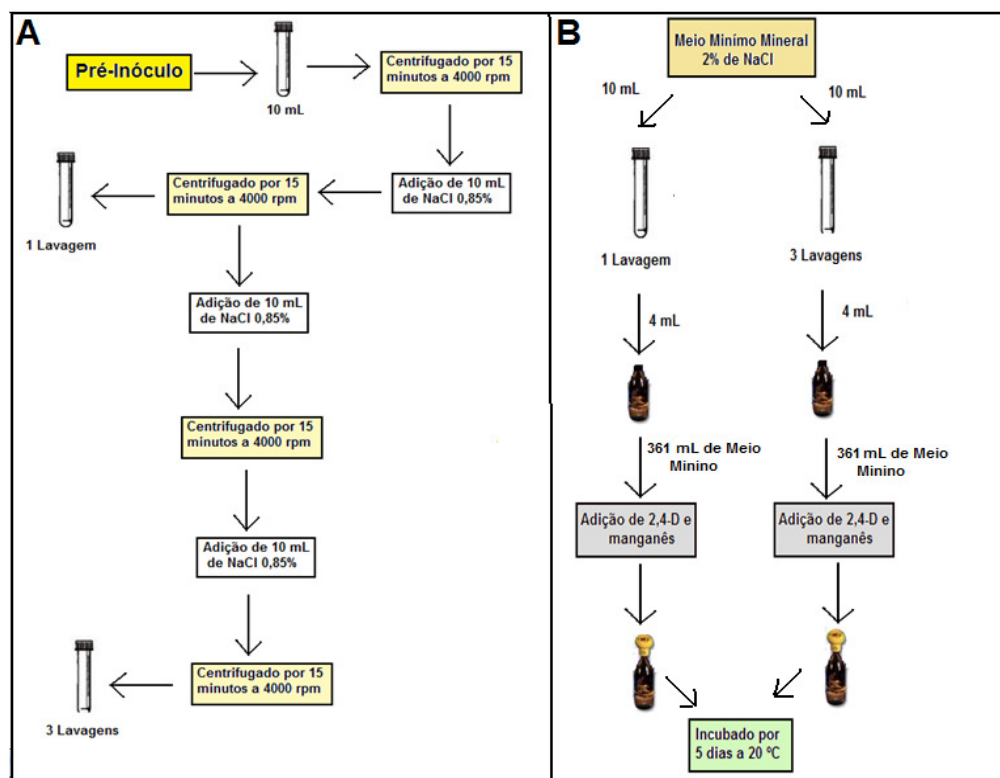 A
Pré-Inóculo
10 mL
Centrifugado por 15
minutos a 4000 rpm
Adição de 10 mL
de NaCl 0,85%
Centrifugado por 15
minutos a 4000 rpm
1 Lavagem
Adição de 10 mL
de NaCl 0,85%
Centrifugado por 15
minutos a 4000 rpm
Adição de 10 mL
de NaCl 0,85%
Centrifugado por 15
minutos a 4000 rpm
3 Lavagens
B
Meio Minímo Mineral
2% de NaCl
10 mL
10 mL
1 Lavagem
3 Lavagens
4 mL
4 mL
361 mL de Meio
Minino
361 mL de Meio
Minino
Adição de 2,4-D e
manganês
Adição de 2,4-D e
manganês
Incubado por
5 dias a 20 ºC